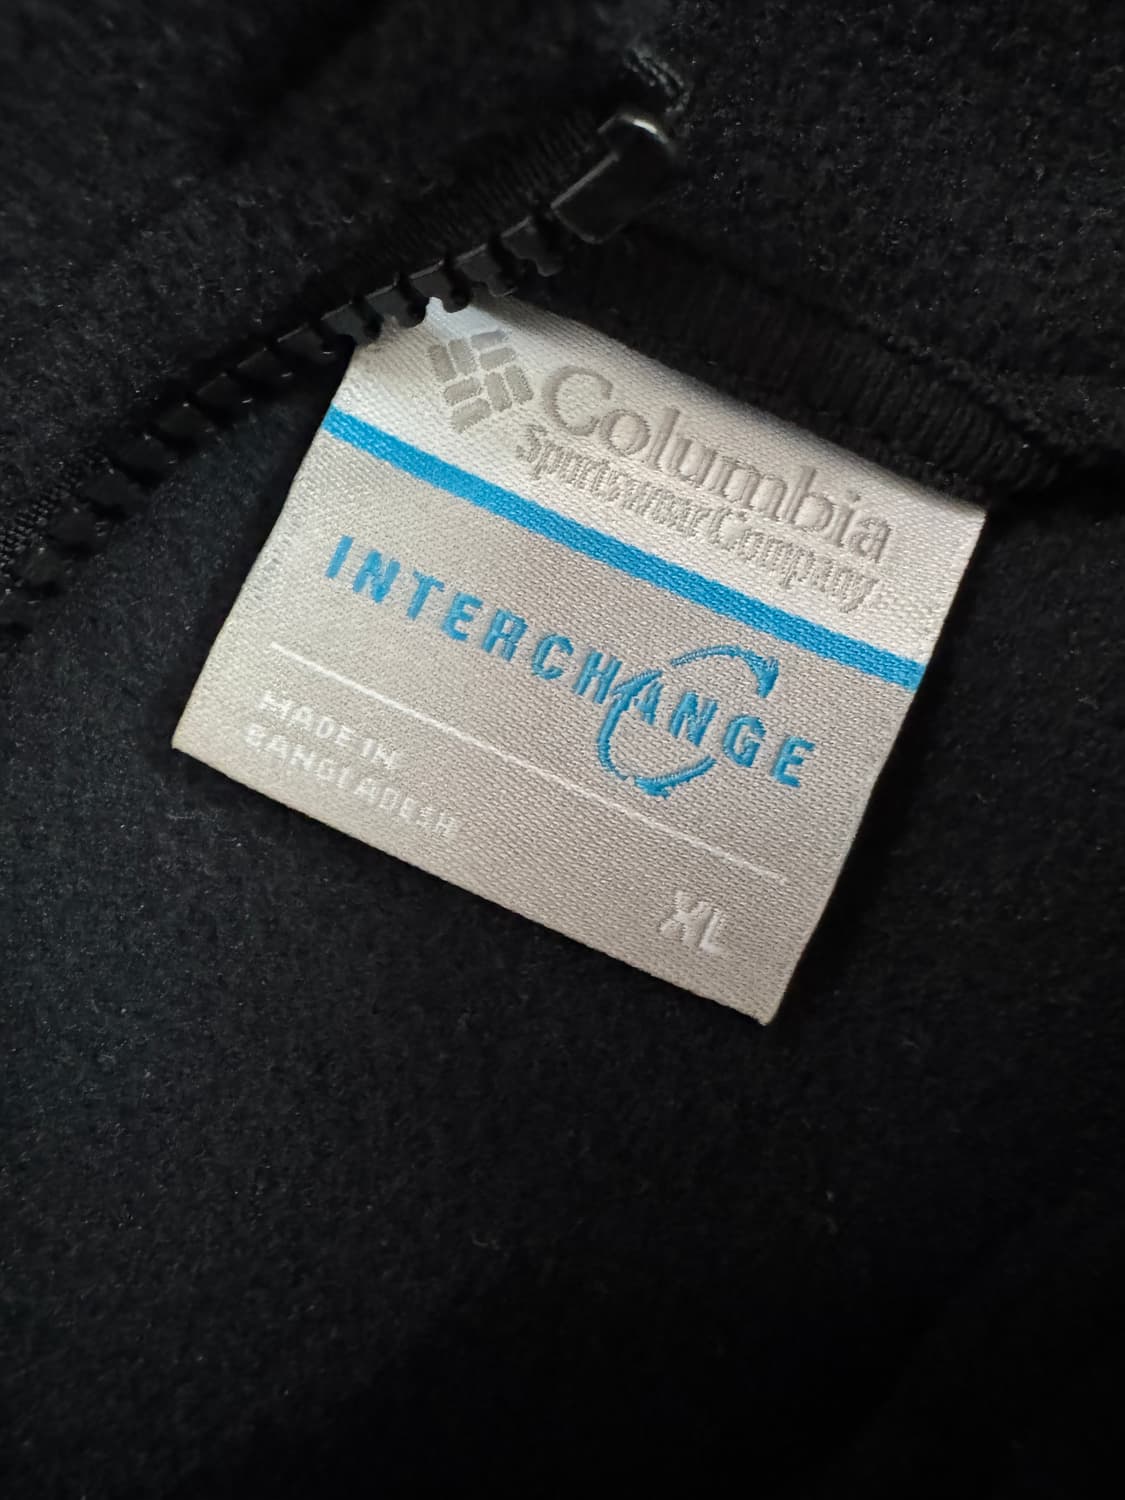 Columbia
Sportswear Company
INTERCHANGE
MADE IN
BANGLADESH
XL